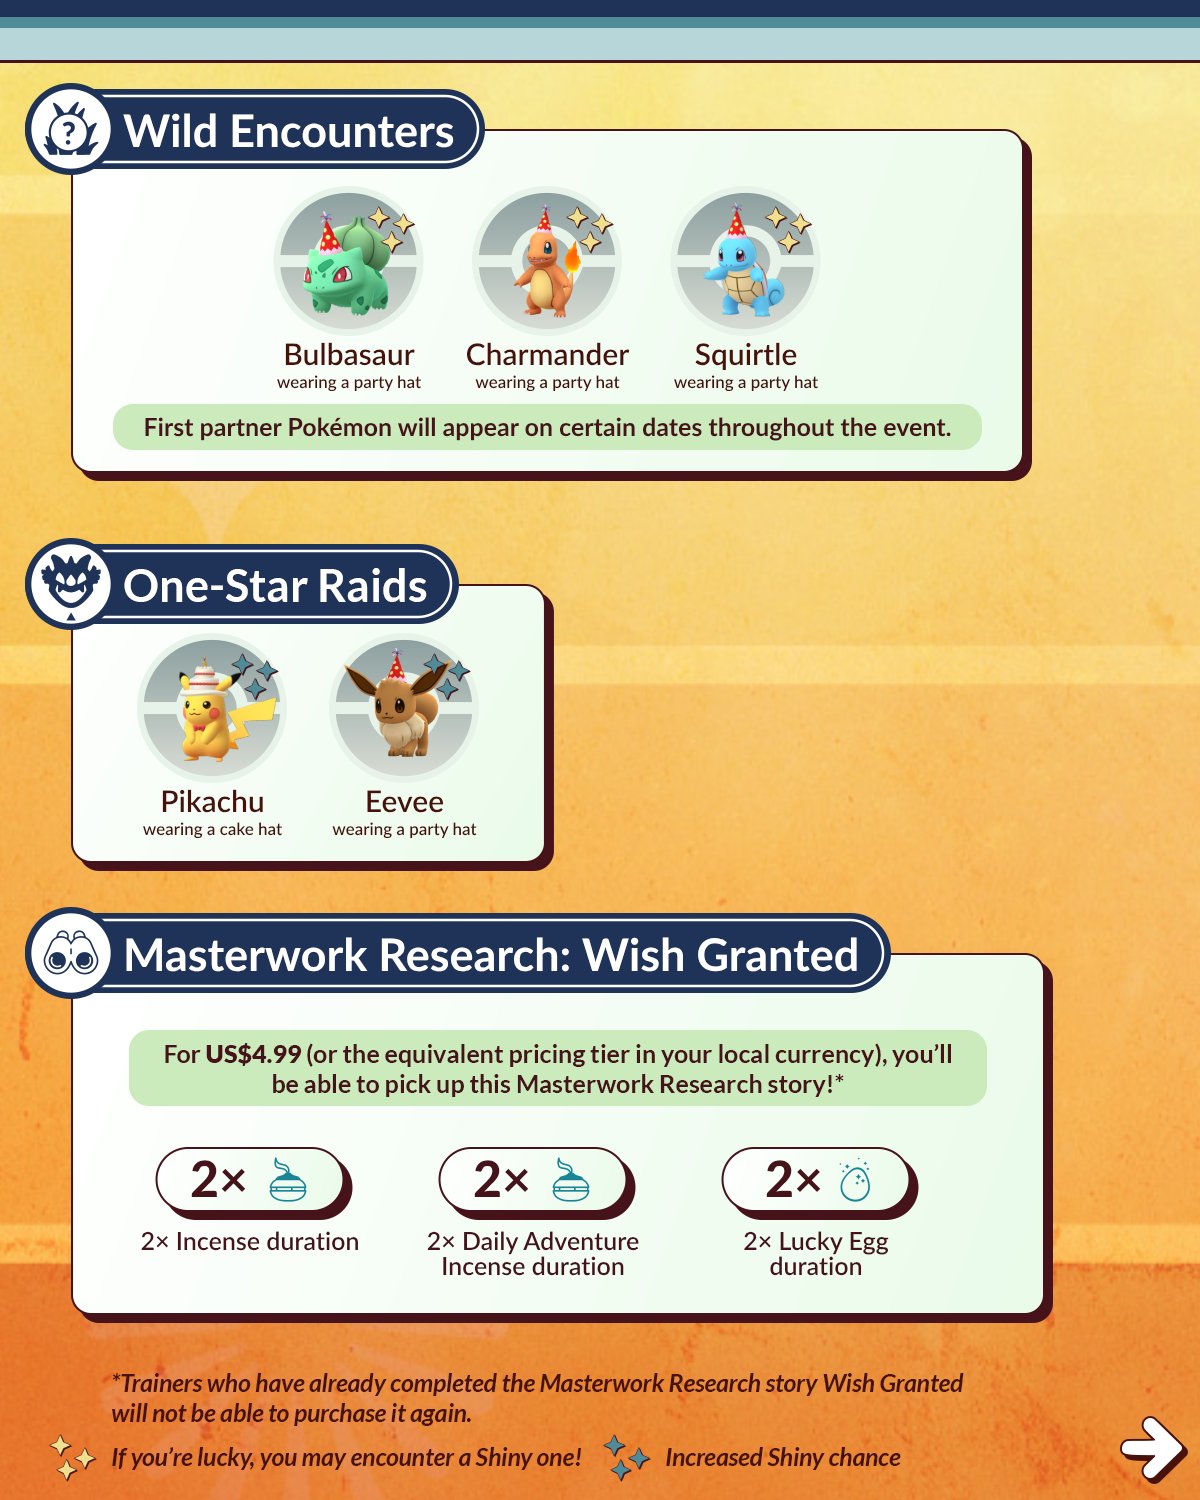 Wild Encounters
Bulbasaur
wearing a party hat
Charmander
wearing a party hat
Squirtle
wearing a party hat
First partner Pokémon will appear on certain dates throughout the event.
One-Star Raids
Pikachu
wearing a cake hat
Eevee
wearing a party hat
Masterwork Research: Wish Granted
For US$4.99 (or the equivalent pricing tier in your local currency), you’ll
be able to pick up this Masterwork Research story!*
2×
2× Incense duration
2×
2× Daily Adventure
Incense duration
2×
2× Lucky Egg
duration
*Trainers who have already completed the Masterwork Research story Wish Granted
will not be able to purchase it again.
If you’re lucky, you may encounter a Shiny one!
Increased Shiny chance